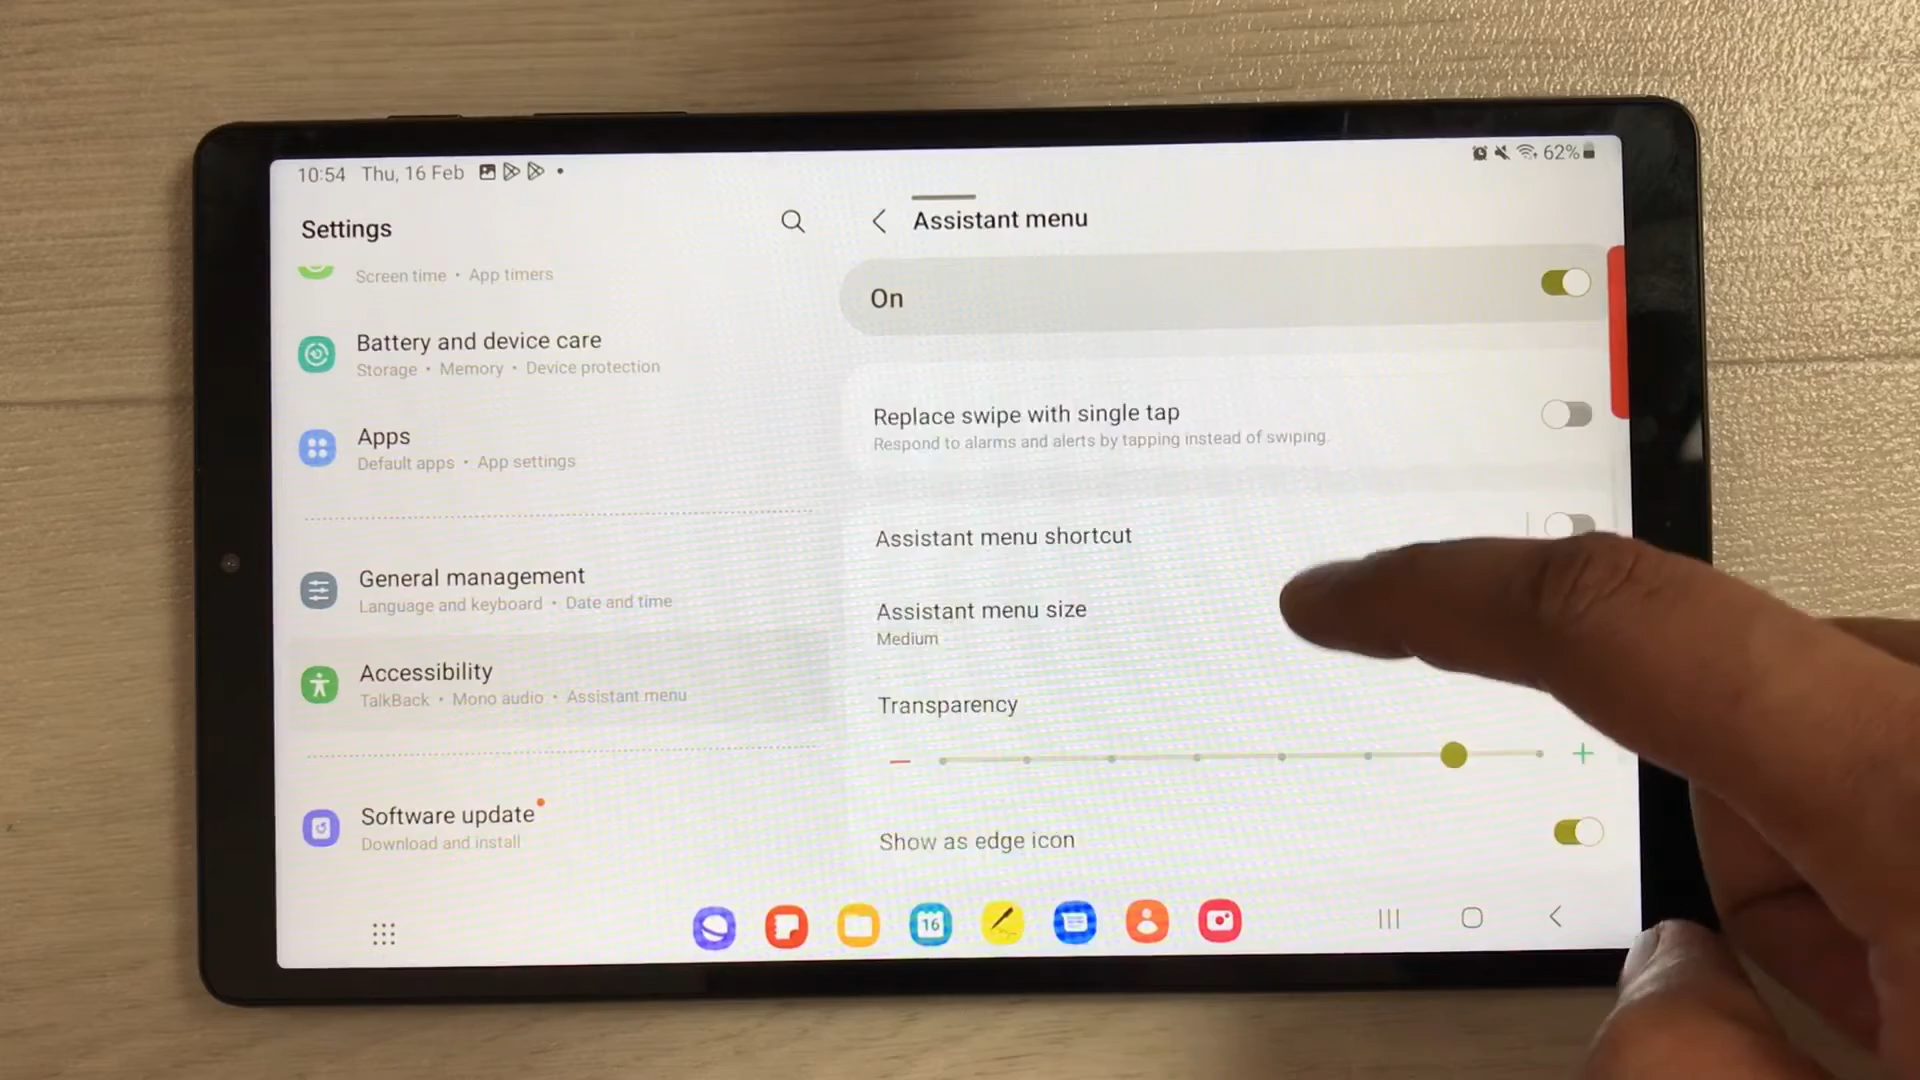 10:54 Thu, 16 Feb
62%
Settings
Screen time • App timers
Battery and device care
Storage • Memory • Device protection
Apps
Default apps • App settings
General management
Language and keyboard • Date and time
Accessibility
TalkBack • Mono audio • Assistant menu
Software update
Download and install
Assistant menu
On
Replace swipe with single tap
Respond to alarms and alerts by tapping instead of swiping.
Assistant menu shortcut
Assistant menu size
Medium
Transparency
Show as edge icon
16